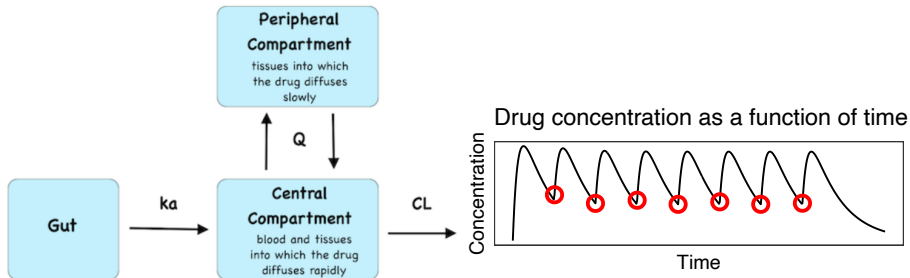 Peripheral
Compartment
tissues into which
the drug diffuses
slowly
Q
Gut
ka
Central
Compartment
blood and tissues
into which the drug
diffuses rapidly
CL
Drug concentration as a function of time
Concentration
Time